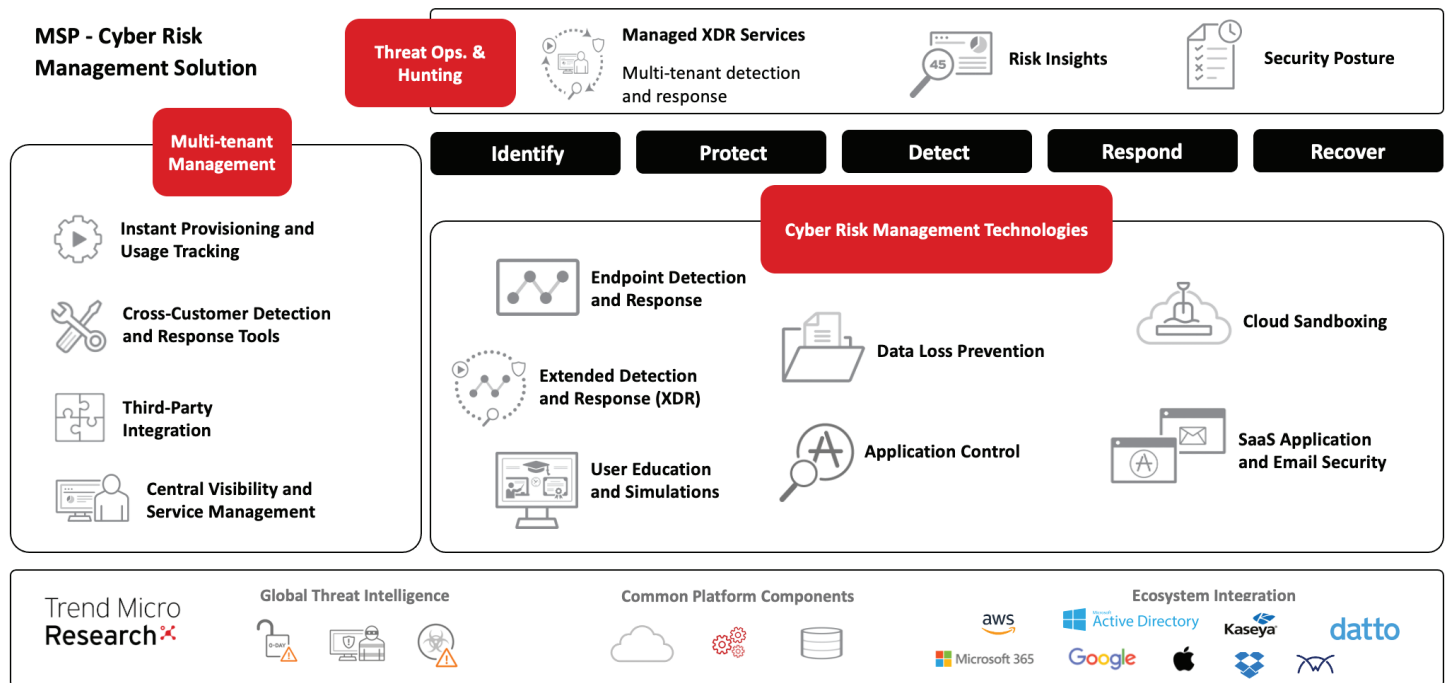 MSP - Cyber Risk
Management Solution
Threat Ops. &
Hunting
Managed XDR Services
Multi-tenant detection
and response
45
Risk Insights
Security Posture
Multi-tenant
Management
Instant Provisioning and
Usage Tracking
Cross-Customer Detection
and Response Tools
Third-Party
Integration
Central Visibility and
Service Management
Identify
Protect
Detect
Respond
Recover
Cyber Risk Management Technologies
Endpoint Detection
and Response
Extended Detection
and Response (XDR)
User Education
and Simulations
Data Loss Prevention
Application Control
Cloud Sandboxing
SaaS Application
and Email Security
Trend Micro
Research
Global Threat Intelligence
0-DAY
Common Platform Components
Ecosystem Integration
aws
Microsoft
Active Directory
Kaseya
datto
Microsoft 365
Google